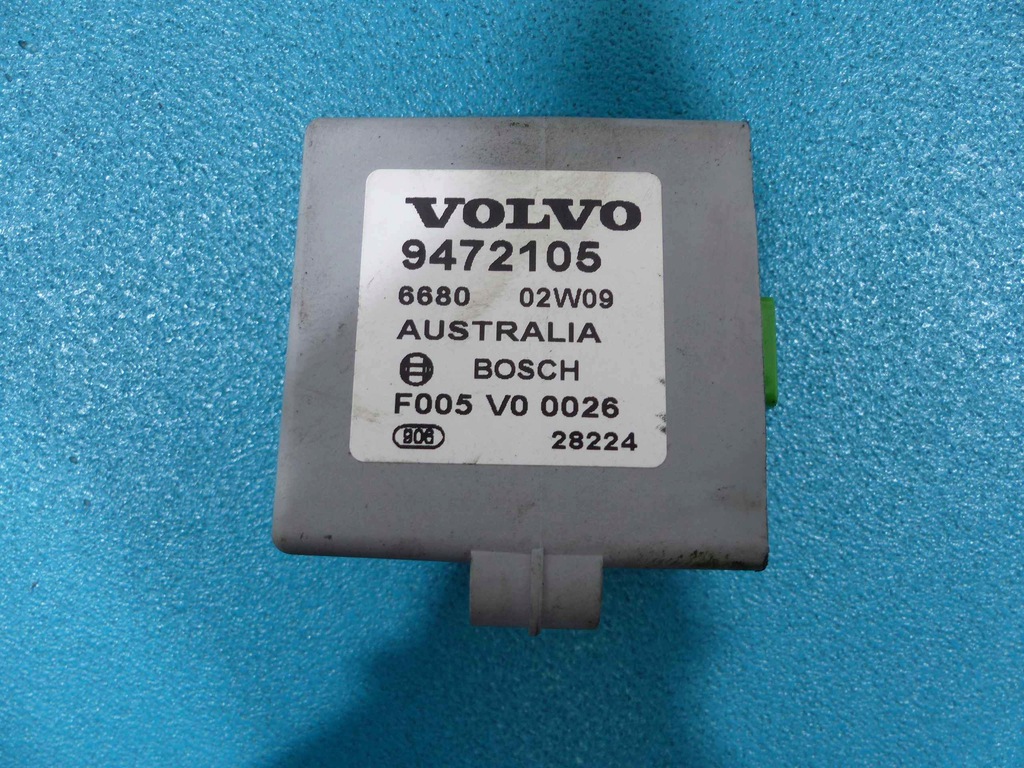 VOLVO
9472105
6680 02W09
AUSTRALIA
BOSCH
F005 V0 0026
906 28224